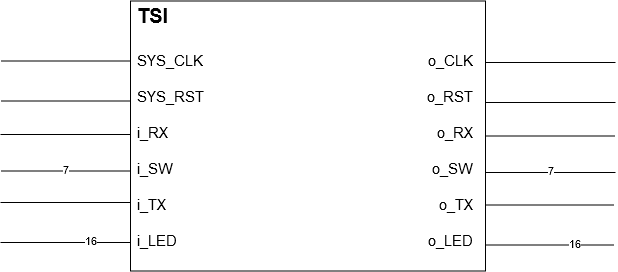 TSI
SYS_CLK o_CLK
SYS_RST o_RST
i_RX o_RX
7 i_SW o_SW 7
i_TX o_TX
16 i_LED o_LED 16